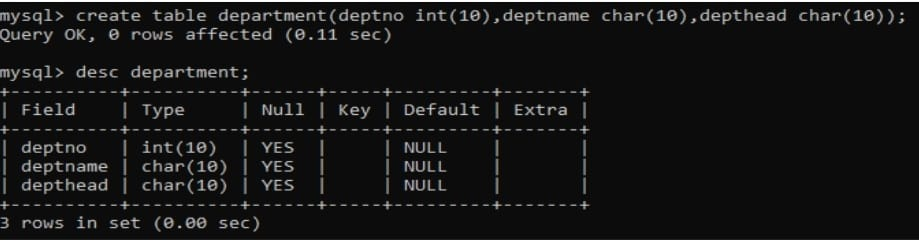 mysql> create table department(deptno int(10),deptname char(10),depthead char(10));
Query OK, 0 rows affected (0.11 sec)
mysql> desc department;
+----------+----------+------+-----+---------+-------+
| Field    | Type     | Null | Key | Default | Extra |
+----------+----------+------+-----+---------+-------+
| deptno   | int(10)  | YES  |     | NULL    |       |
| deptname | char(10) | YES  |     | NULL    |       |
| depthead | char(10) | YES  |     | NULL    |       |
+----------+----------+------+-----+---------+-------+
3 rows in set (0.00 sec)